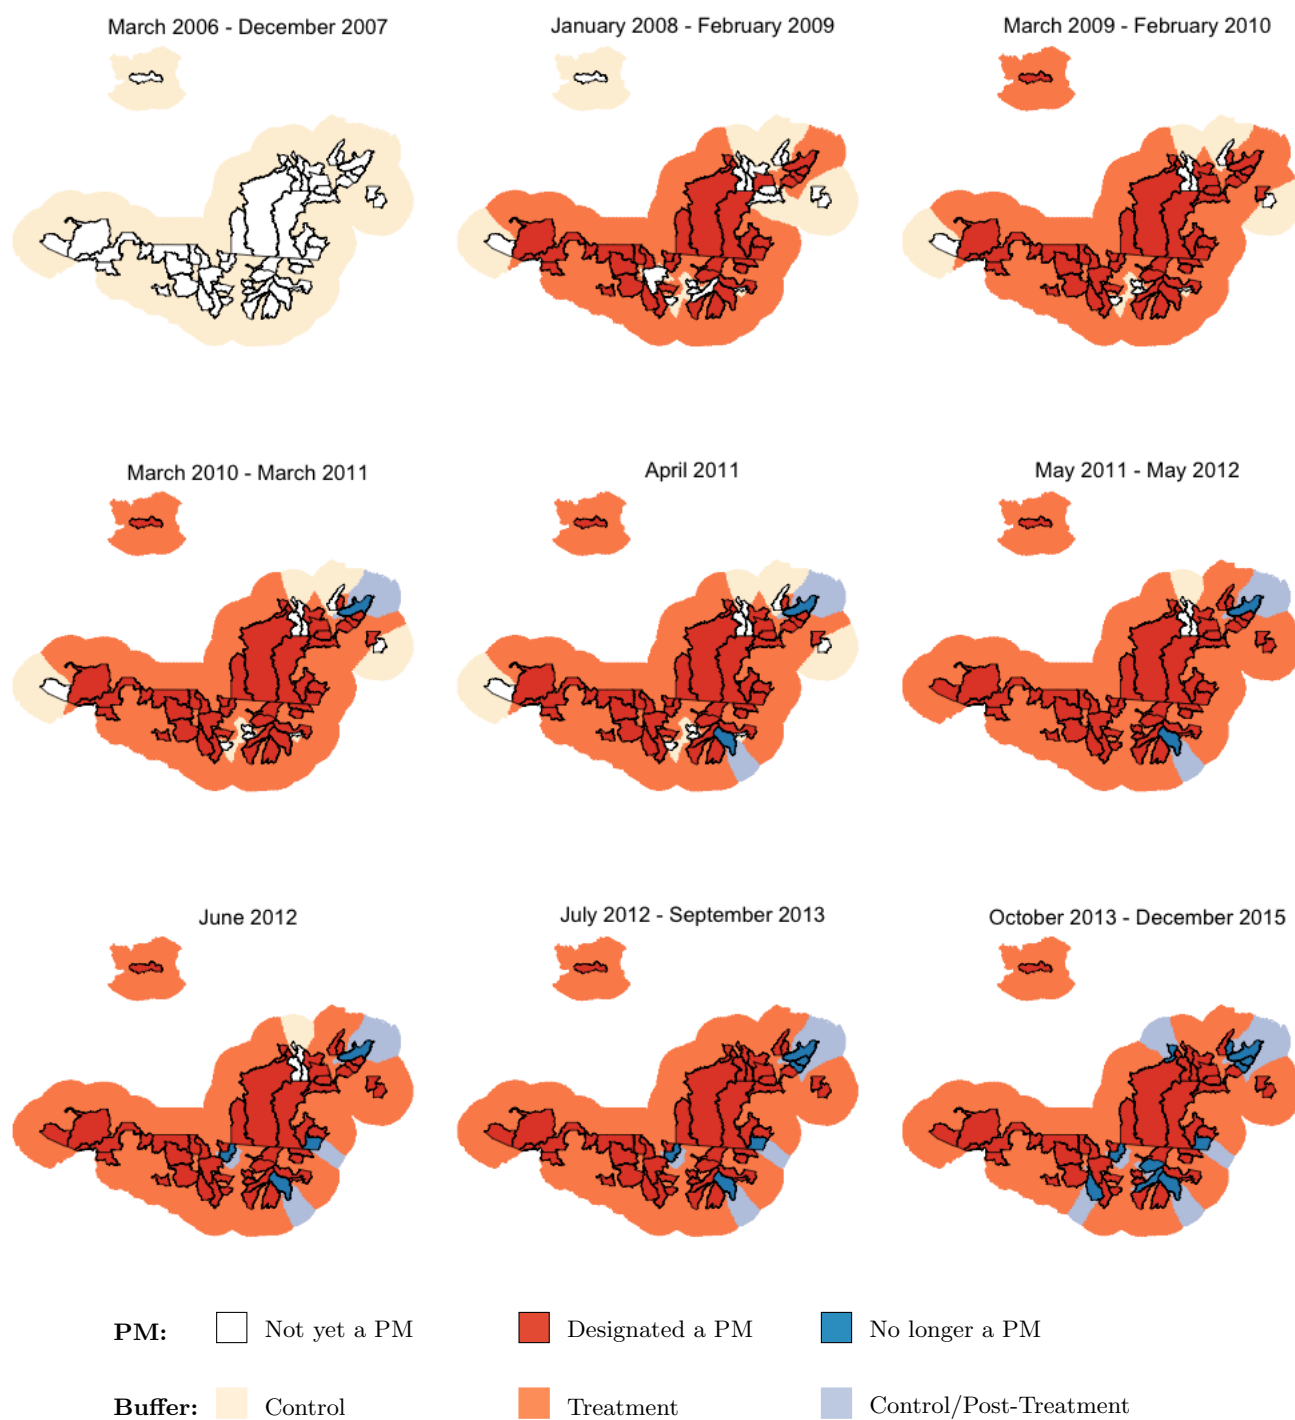 March 2006 - December 2007
January 2008 - February 2009
March 2009 - February 2010
March 2010 - March 2011
April 2011
May 2011 - May 2012
June 2012
July 2012 - September 2013
October 2013 - December 2015
PM: Not yet a PM Designated a PM No longer a PM
Buffer: Control Treatment Control/Post-Treatment